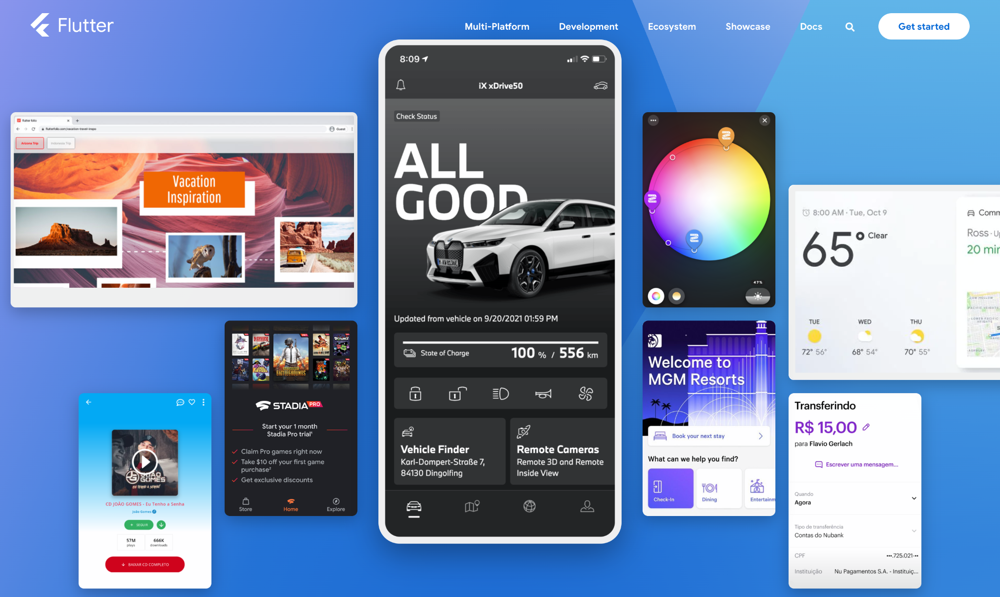 Flutter
Multi-Platform
Development
Ecosystem
Showcase
Docs
Get started
flutter folio
flutterfolio.com/vacation-travel-inspo
Guest
Arizona Trip
Indonesia Trip
Vacation
Inspiration
8:09
iX xDrive50
Check Status
ALL
GOOD
Updated from vehicle on 9/20/2021 01:59 PM
State of Charge
100 % / 556 km
Vehicle Finder
Karl-Dompert-Straße 7,
84130 Dingolfing
Remote Cameras
Remote 3D and Remote
Inside View
47%
8:00 AM · Tue, Oct 9
65° Clear
TUE
WED
THU
72° 56°
68° 54°
70° 55°
Comm
Ross · Up
20 min
COW HOLLOW
PACIFIC HEIGHTS
LOWER PACIFIC
HEIGHTS
PRO
GRID
BATTLEGROUNDS
STADIA PRO
Start your 1 month
Stadia Pro trial¹
Claim Pro games right now
Take $10 off your first game
purchase²
Get exclusive discounts
Store
Home
Explore
JOÃO
GOMES
EU TENHO A SENHA!
CD JOÃO GOMES - Eu Tenho a Senha
João Gomes
+ SEGUIR
57M
plays
666K
downloads
BAIXAR CD COMPLETO
Welcome to
MGM Resorts
Book your next stay
What can we help you find?
Check-In
Dining
Entertainm
Transferindo
R$ 15,00
para Flavio Gerlach
Escrever uma mensagem...
Quando
Agora
Tipo de transferência
Contas do Nubank
CPF
•••.725.021-••
Instituição
Nu Pagamentos S.A. - Instituiç...